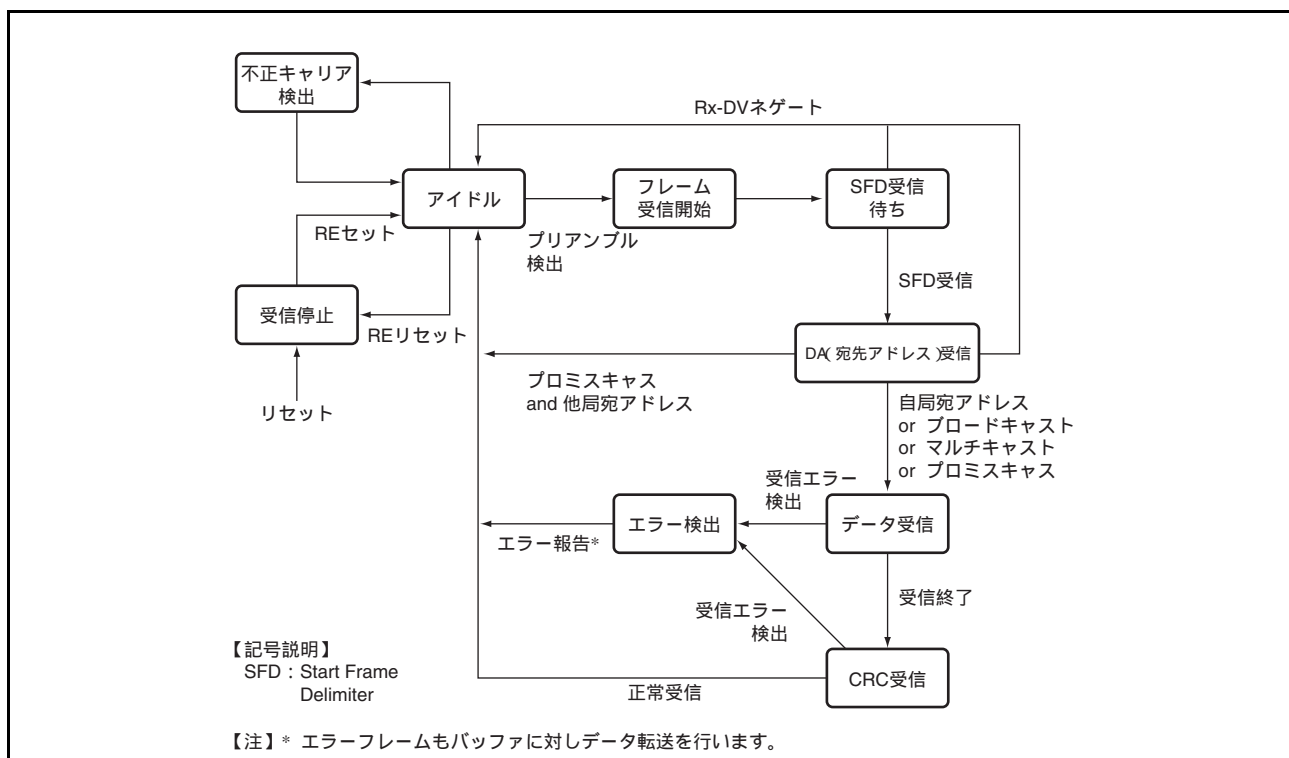 不正キャリア
検出
Rx-DVネゲート
アイドル
フレーム
受信開始
SFD受信
待ち
REセット
プリアンブル
検出
SFD受信
受信停止
REリセット
DA(宛先アドレス)受信
リセット
プロミスキャス
and 他局宛アドレス
自局宛アドレス
or ブロードキャスト
or マルチキャスト
or プロミスキャス
受信エラー
検出
エラー検出
データ受信
エラー報告*
受信エラー
検出
受信終了
【記号説明】
SFD：Start Frame
Delimiter
正常受信
CRC受信
【注】* エラーフレームもバッファに対しデータ転送を行います。